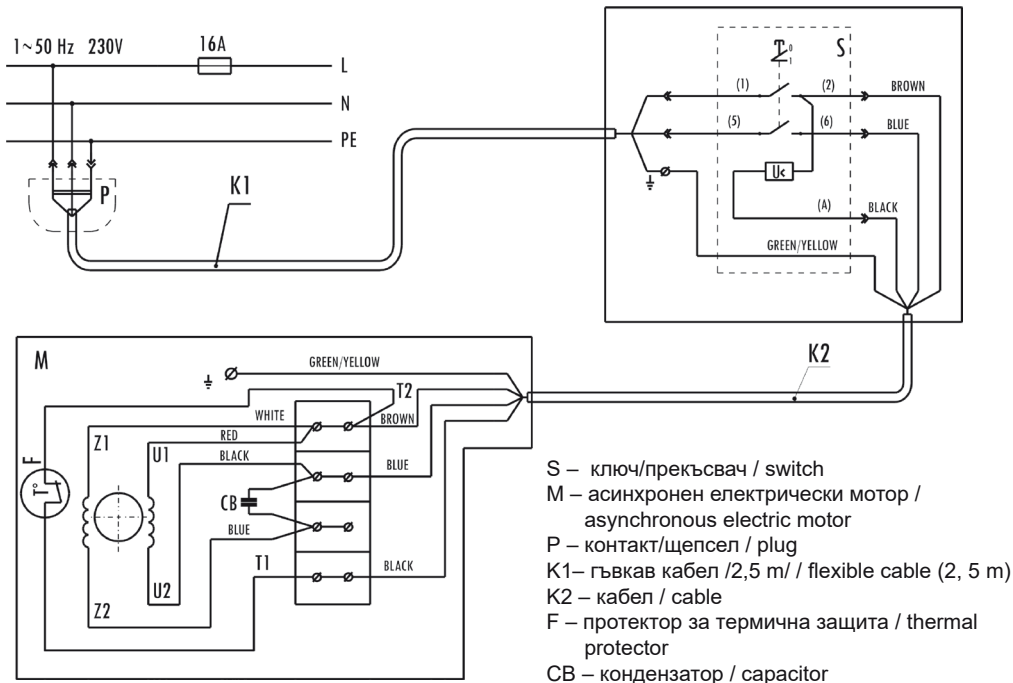 1~50 Hz 230V
16A
L
N
PE
P
K1
S
0
1
(1)
(2)
BROWN
(5)
(6)
BLUE
U<
(A)
BLACK
GREEN/YELLOW
K2
M
GREEN/YELLOW
T2
WHITE
BROWN
RED
Z1
U1
BLACK
BLUE
F
T°
CB
BLUE
T1
BLACK
U2
Z2
S – ключ/прекъсвач / switch
M – асинхронен електрически мотор /
asynchronous electric motor
P – контакт/щепсел / plug
K1– гъвкав кабел /2,5 m/ / flexible cable (2, 5 m)
K2 – кабел / cable
F – протектор за термична защита / thermal
protector
CB – кондензатор / capacitor